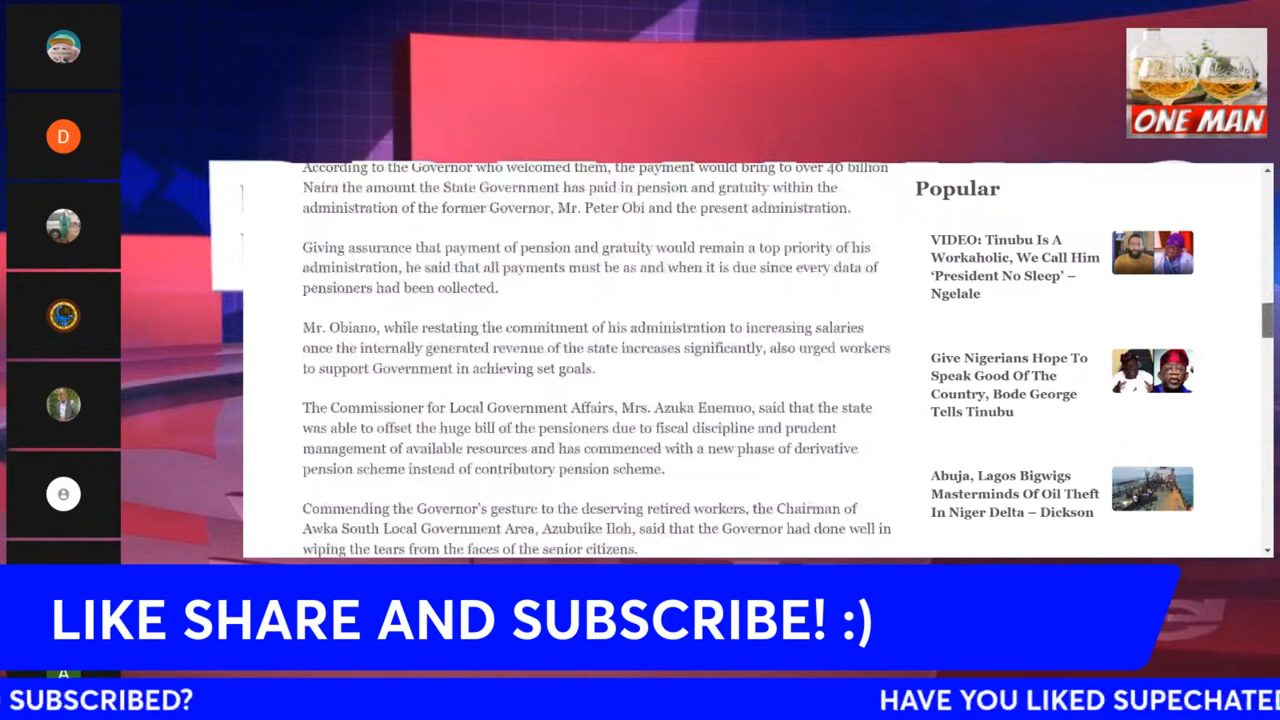 D
ONE MAN
According to the Governor who welcomed them, the payment would bring to over 40 billion
Naira the amount the State Government has paid in pension and gratuity within the
administration of the former Governor, Mr. Peter Obi and the present administration.
Giving assurance that payment of pension and gratuity would remain a top priority of his
administration, he said that all payments must be as and when it is due since every data of
pensioners had been collected.
Mr. Obiano, while restating the commitment of his administration to increasing salaries
once the internally generated revenue of the state increases significantly, also urged workers
to support Government in achieving set goals.
The Commissioner for Local Government Affairs, Mrs. Azuka Enemuo, said that the state
was able to offset the huge bill of the pensioners due to fiscal discipline and prudent
management of available resources and has commenced with a new phase of derivative
pension scheme instead of contributory pension scheme.
Commending the Governor's gesture to the deserving retired workers, the Chairman of
Awka South Local Government Area, Azubuike Iloh, said that the Governor had done well in
wiping the tears from the faces of the senior citizens.
Popular
VIDEO: Tinubu Is A
Workaholic, We Call Him
‘President No Sleep’ –
Ngelale
Give Nigerians Hope To
Speak Good Of The
Country, Bode George
Tells Tinubu
Abuja, Lagos Bigwigs
Masterminds Of Oil Theft
In Niger Delta – Dickson
LIKE SHARE AND SUBSCRIBE! :)
A
SUBSCRIBED?
HAVE YOU LIKED SUPECHATED